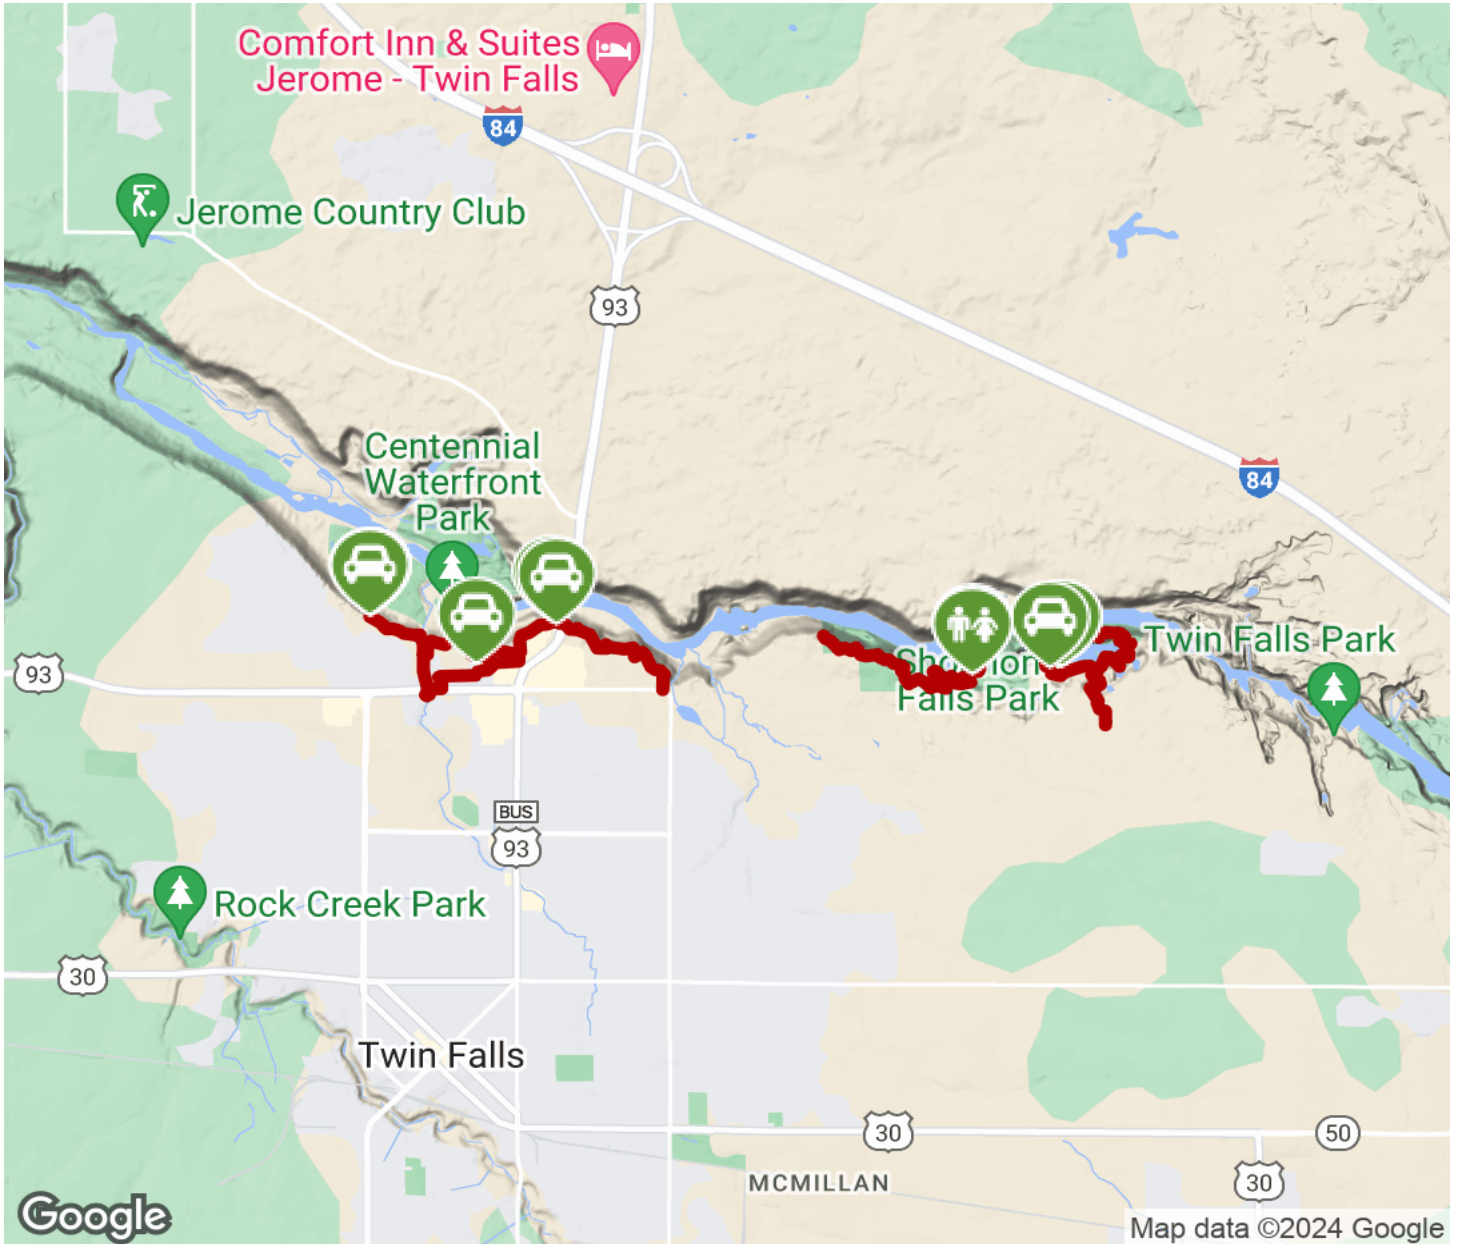 Comfort Inn & Suites
Jerome - Twin Falls
84
Jerome Country Club
93
Centennial
Waterfront
Park
84
93
Twin Falls Park
Falls Park
BUS
93
Rock Creek Park
30
Twin Falls
30
50
MCMILLAN
30
Google
Map data ©2024 Google